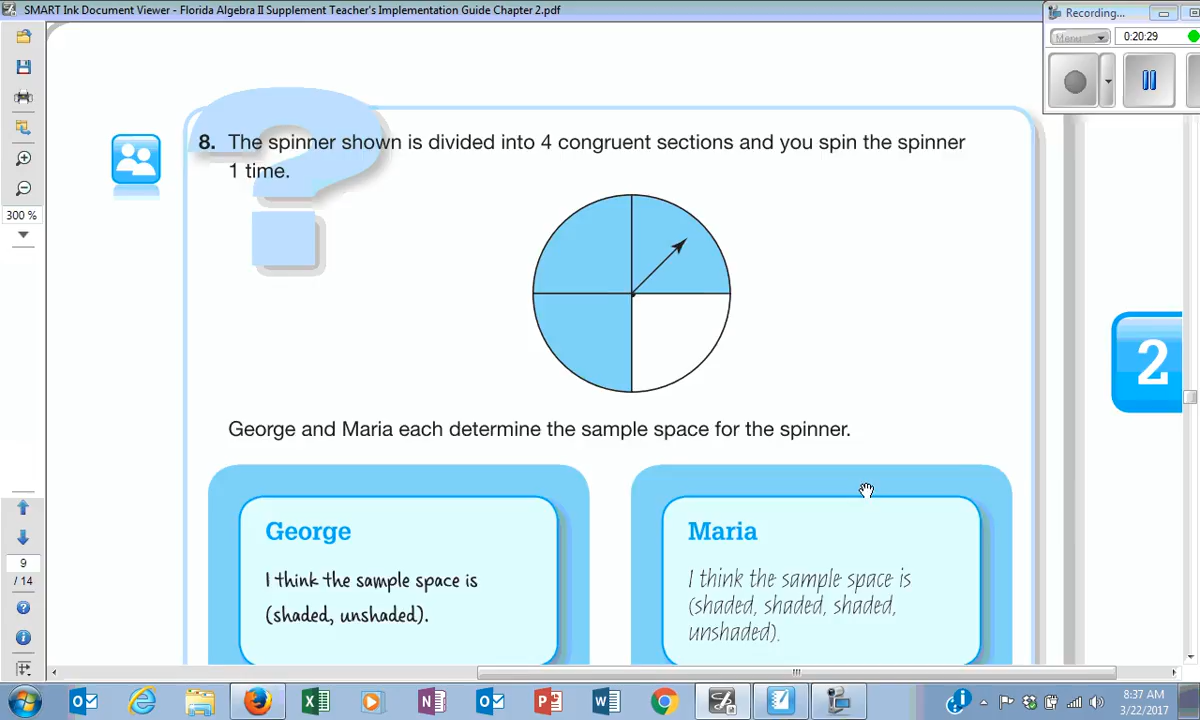 SMART Ink Document Viewer - Florida Algebra II Supplement Teacher's Implementation Guide Chapter 2.pdf
Recording...
Menu
0:20:29
300 %
8. The spinner shown is divided into 4 congruent sections and you spin the spinner
1 time.
2
George and Maria each determine the sample space for the spinner.
George
I think the sample space is
(shaded, unshaded).
Maria
I think the sample space is
(shaded, shaded, shaded,
unshaded).
9
/ 14
8:37 AM
3/22/2017